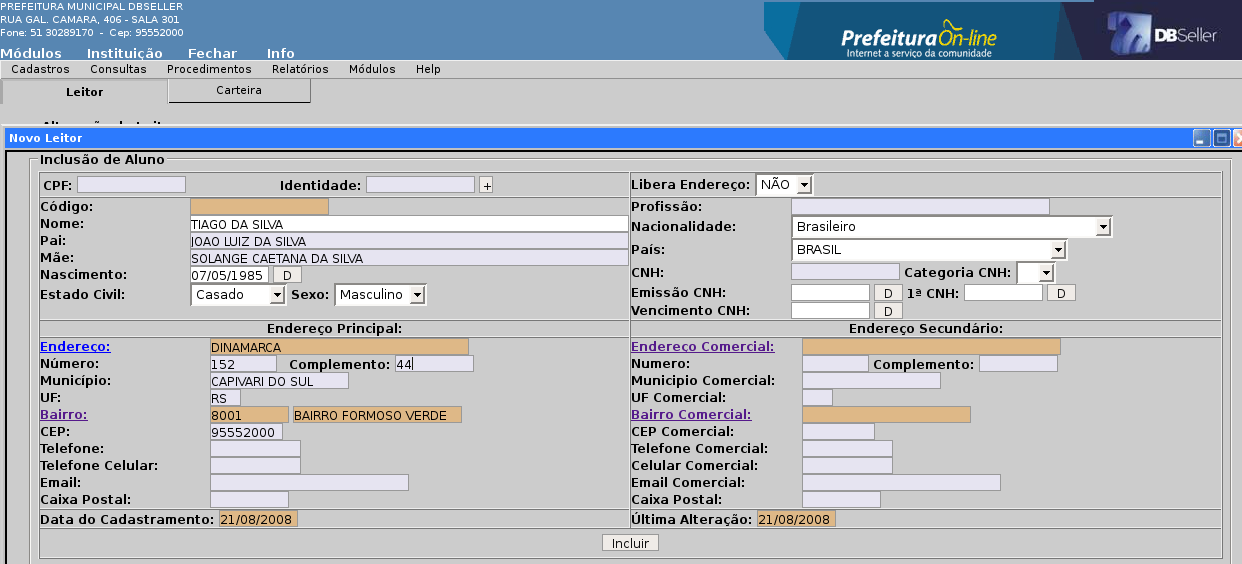 PREFEITURA MUNICIPAL DBSELLER
RUA GAL. CAMARA, 406 - SALA 301
Fone: 51 30289170 - Cep: 95552000
Prefeitura On-line
Internet a serviço da comunidade
DBSeller
Módulos Instituição Fechar Info
Cadastros Consultas Procedimentos Relatórios Módulos Help
Leitor Carteira
Novo Leitor
Inclusão de Aluno
CPF: Identidade: + Libera Endereço: NÃO
Código: Profissão:
Nome: TIAGO DA SILVA Nacionalidade: Brasileiro
Pai: JOAO LUIZ DA SILVA
Mãe: SOLANGE CAETANA DA SILVA País: BRASIL
Nascimento: 07/05/1985 D CNH: Categoria CNH:
Estado Civil: Casado Sexo: Masculino Emissão CNH: D 1ª CNH: D
Vencimento CNH: D
Endereço Principal: Endereço Secundário:
Endereço: DINAMARCA Endereço Comercial:
Número: 152 Complemento: 44 Numero: Complemento:
Município: CAPIVARI DO SUL Municipio Comercial:
UF: RS UF Comercial:
Bairro: 8001 BAIRRO FORMOSO VERDE Bairro Comercial:
CEP: 95552000 CEP Comercial:
Telefone: Telefone Comercial:
Telefone Celular: Celular Comercial:
Email: Email Comercial:
Caixa Postal: Caixa Postal:
Data do Cadastramento: 21/08/2008 Última Alteração: 21/08/2008
Incluir